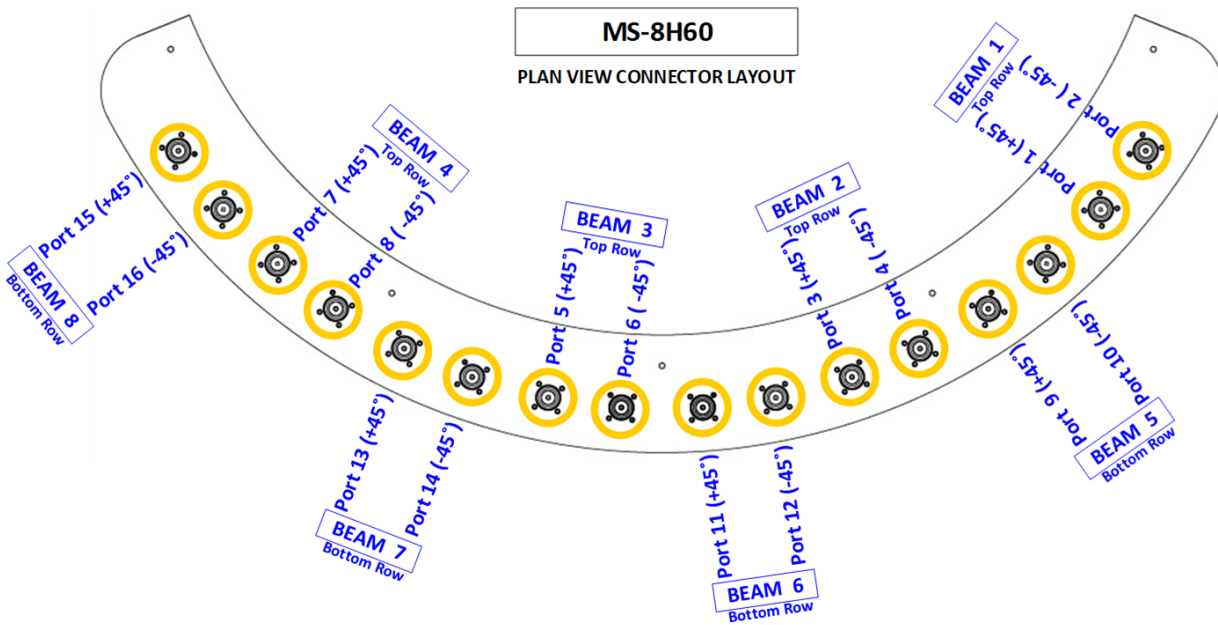 MS-8H60
PLAN VIEW CONNECTOR LAYOUT
BEAM 1
Top Row
Port 2 (-45°)
Port 1 (+45°)
BEAM 4
Top Row
Port 7 (+45°)
Port 8 (-45°)
BEAM 2
Top Row
Port 3 (+45°)
Port 4 (-45°)
BEAM 3
Top Row
Port 5 (+45°)
Port 6 (-45°)
Port 15 (+45°)
Port 16 (-45°)
BEAM 8
Bottom Row
Port 10 (-45°)
Port 9 (+45°)
BEAM 5
Bottom Row
Port 13 (+45°)
Port 14 (-45°)
BEAM 7
Bottom Row
Port 11 (+45°)
Port 12 (-45°)
BEAM 6
Bottom Row